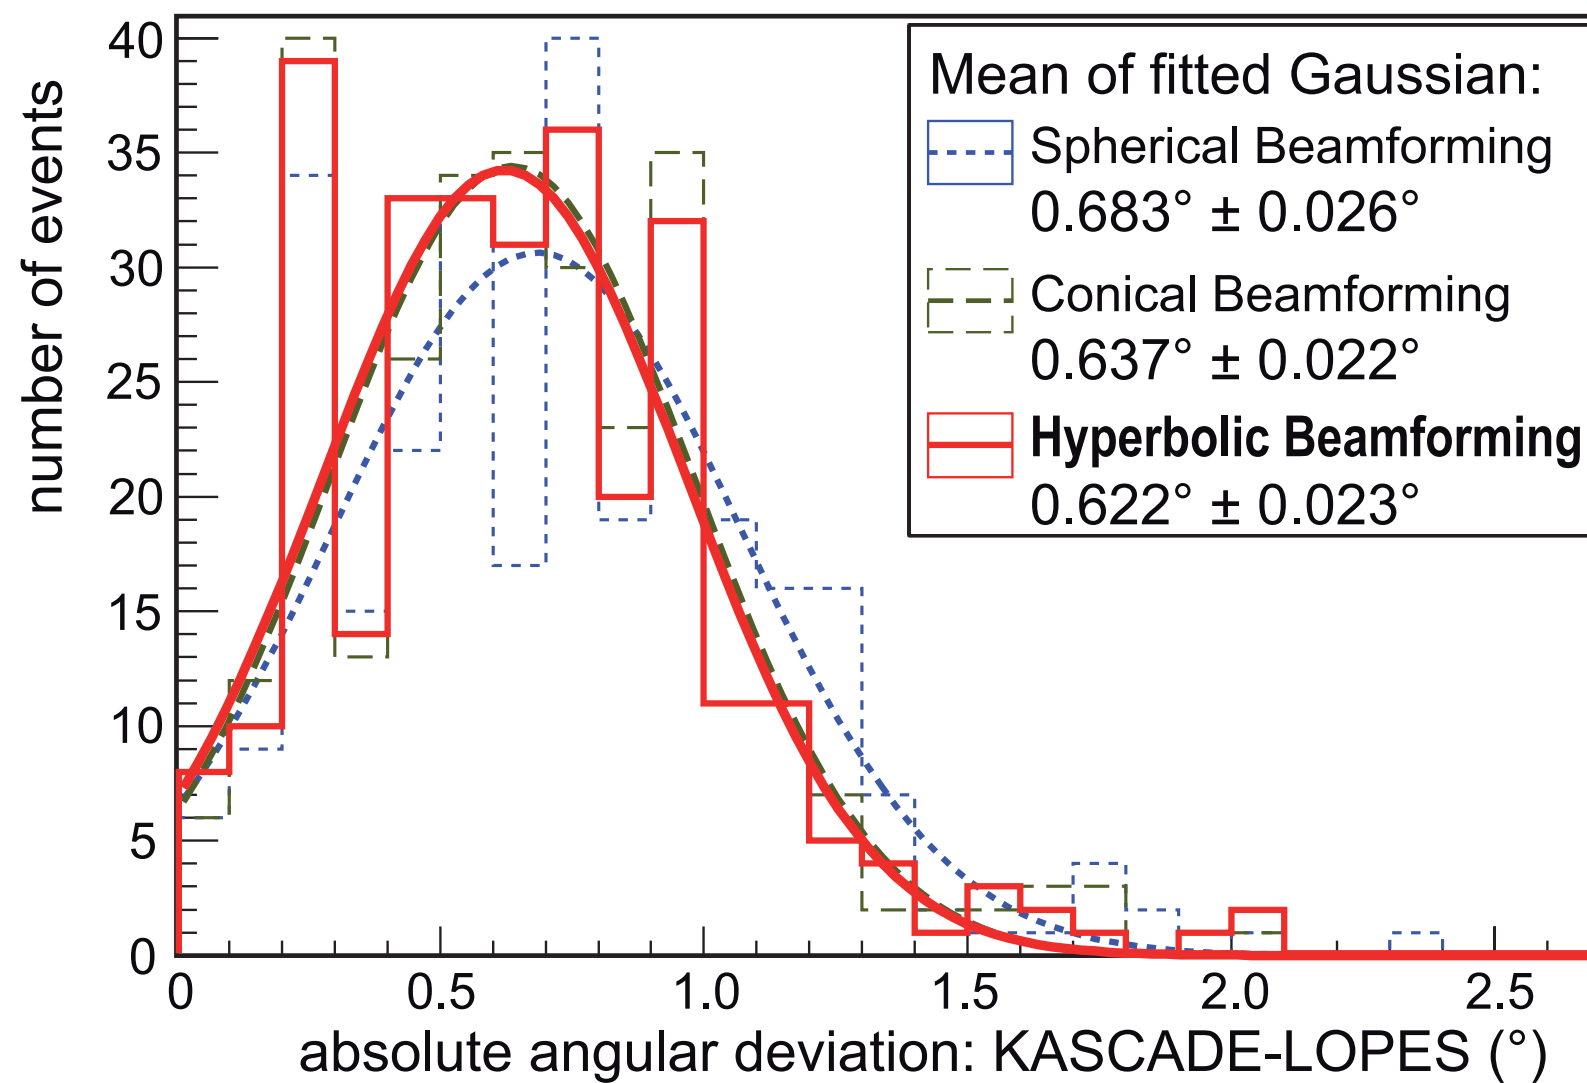 number of events
40
35
30
25
20
15
10
5
0
0 0.5 1.0 1.5 2.0 2.5
absolute angular deviation: KASCADE-LOPES (°)
Mean of fitted Gaussian:
Spherical Beamforming
0.683° ± 0.026°
Conical Beamforming
0.637° ± 0.022°
Hyperbolic Beamforming
0.622° ± 0.023°